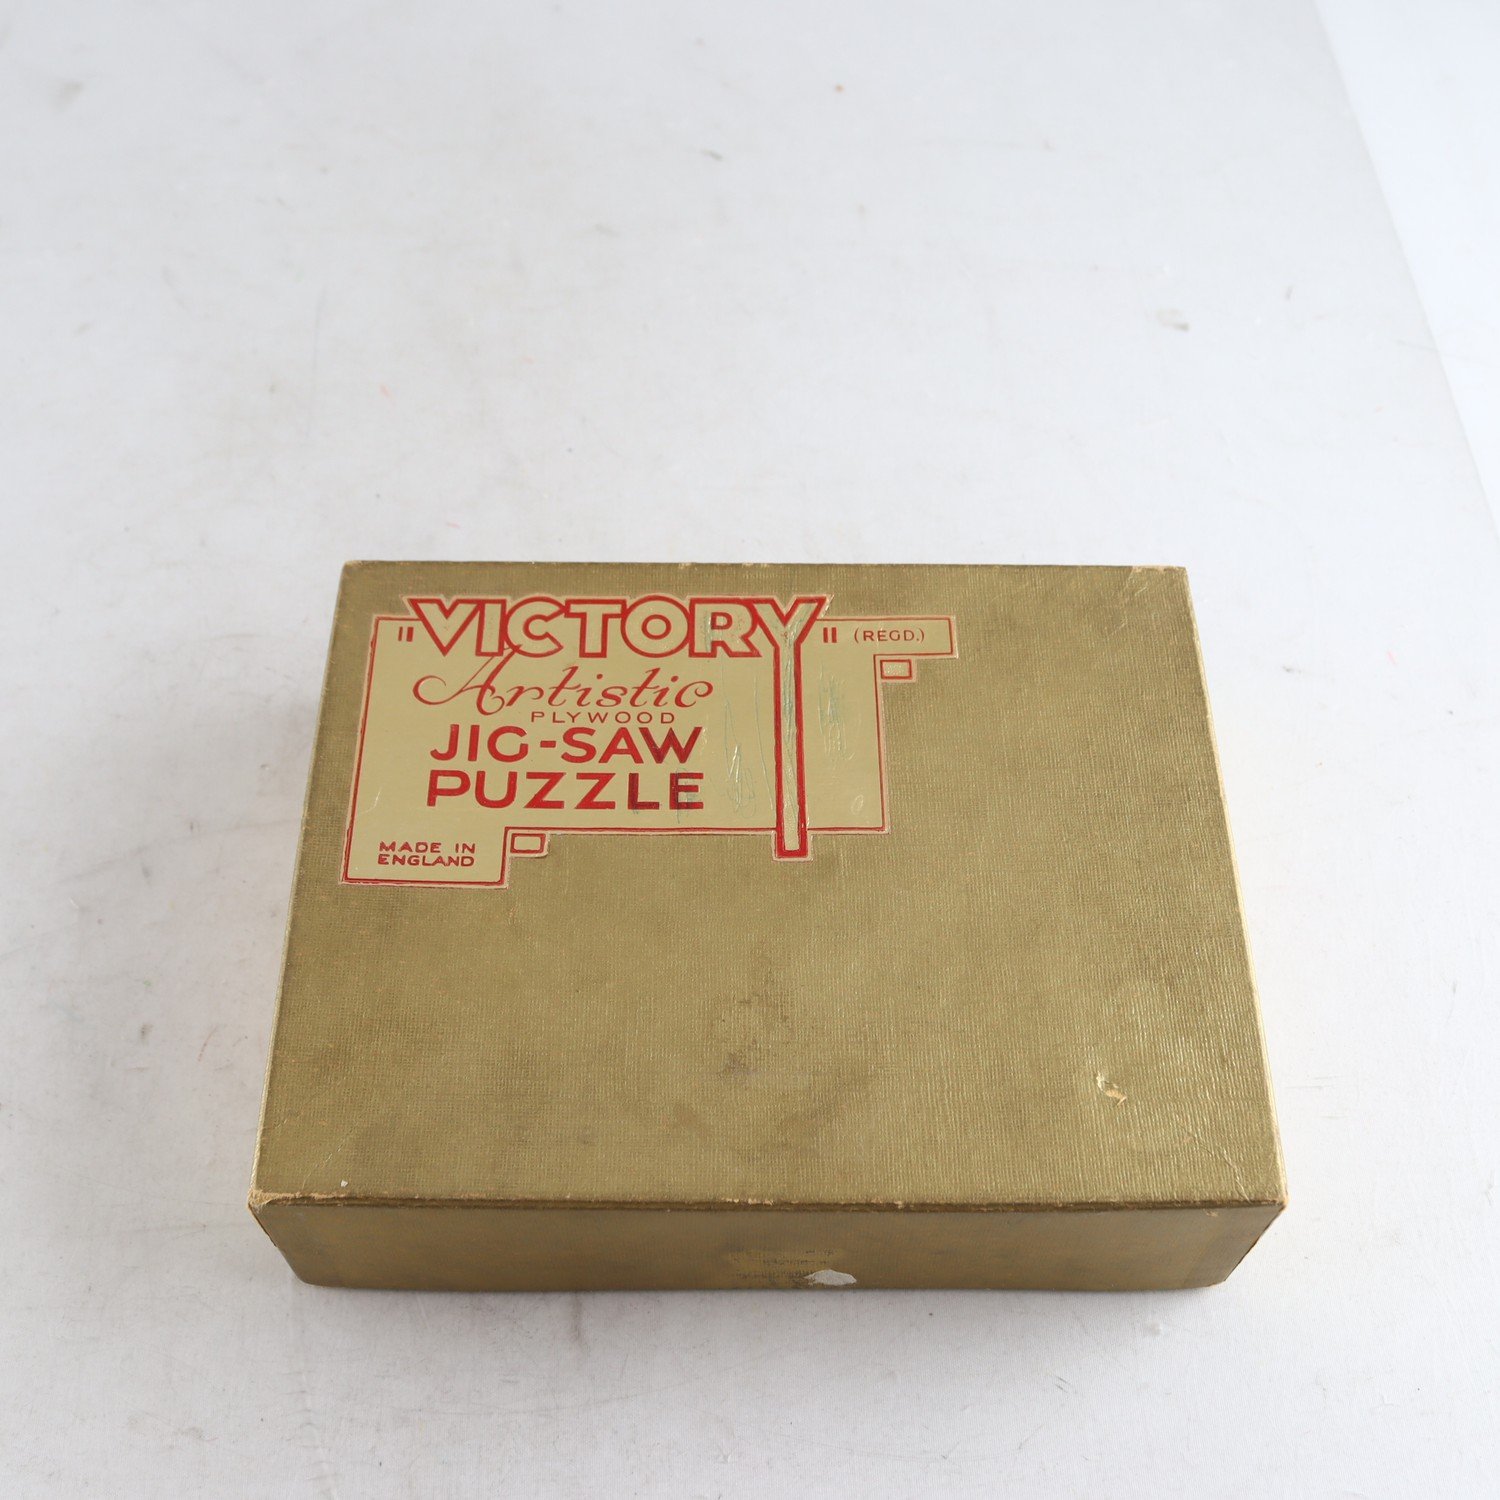 "VICTORY" (REGD.)
Artistic
PLYWOOD
JIG-SAW
PUZZLE
MADE IN
ENGLAND